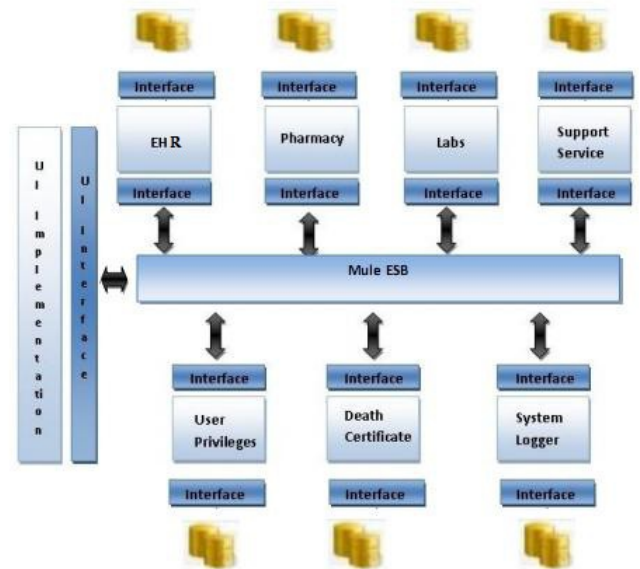 Interface
Interface
Interface
Interface
EHR
Pharmacy
Labs
Support
Service
Interface
Interface
Interface
Interface
UI Implementation
UI Interface
Mule ESB
Interface
Interface
Interface
User
Privileges
Death
Certificate
System
Logger
Interface
Interface
Interface